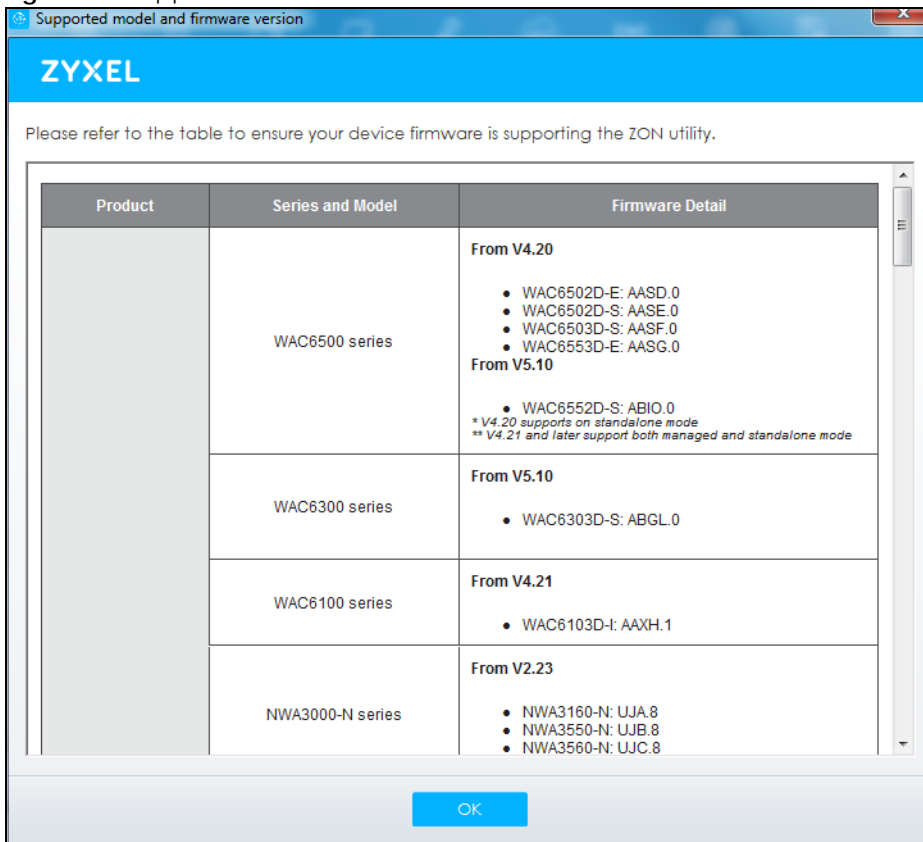 Supported model and firmware version
ZYXEL
Please refer to the table to ensure your device firmware is supporting the ZON utility.
Product Series and Model Firmware Detail
WAC6500 series
From V4.20
• WAC6502D-E: AASD.0
• WAC6502D-S: AASE.0
• WAC6503D-S: AASF.0
• WAC6553D-E: AASG.0
From V5.10
• WAC6552D-S: ABIO.0
* V4.20 supports on standalone mode
** V4.21 and later support both managed and standalone mode
WAC6300 series
From V5.10
• WAC6303D-S: ABGL.0
WAC6100 series
From V4.21
• WAC6103D-I: AAXH.1
NWA3000-N series
From V2.23
• NWA3160-N: UJA.8
• NWA3550-N: UJB.8
• NWA3560-N: UJC.8
OK